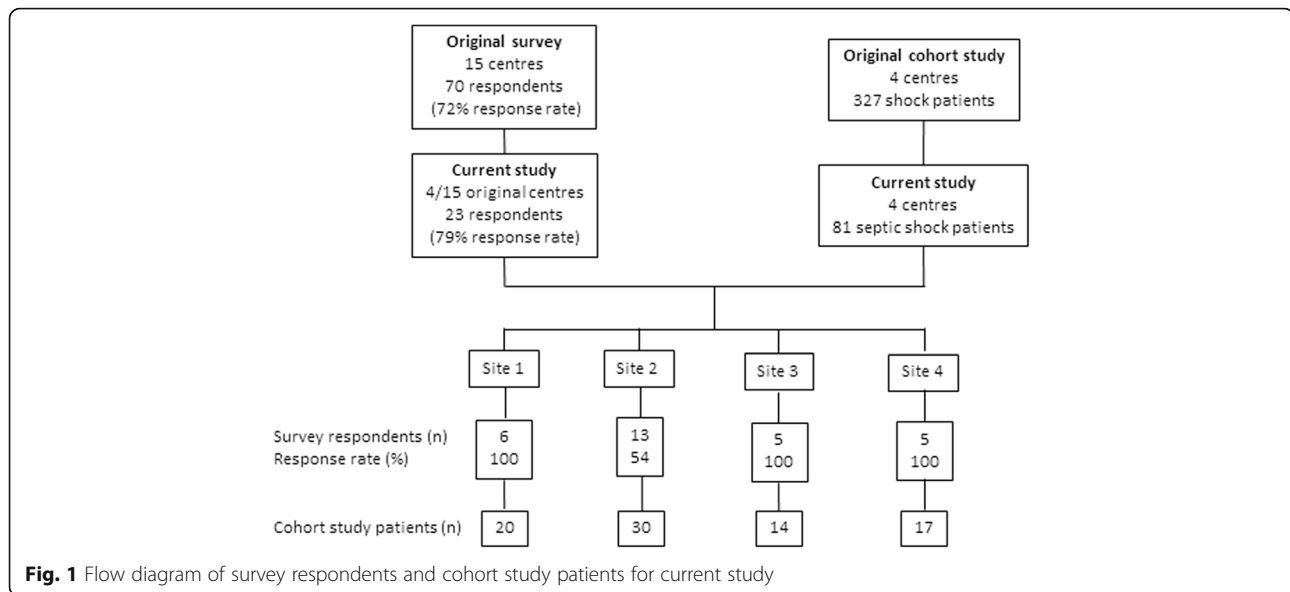 Original survey
15 centres
70 respondents
(72% response rate)
Original cohort study
4 centres
327 shock patients
Current study
4/15 original centres
23 respondents
(79% response rate)
Current study
4 centres
81 septic shock patients
Site 1
Site 2
Site 3
Site 4
Survey respondents (n) 6 13 5 5
Response rate (%) 100 54 100 100
Cohort study patients (n) 20 30 14 17
Fig. 1 Flow diagram of survey respondents and cohort study patients for current study